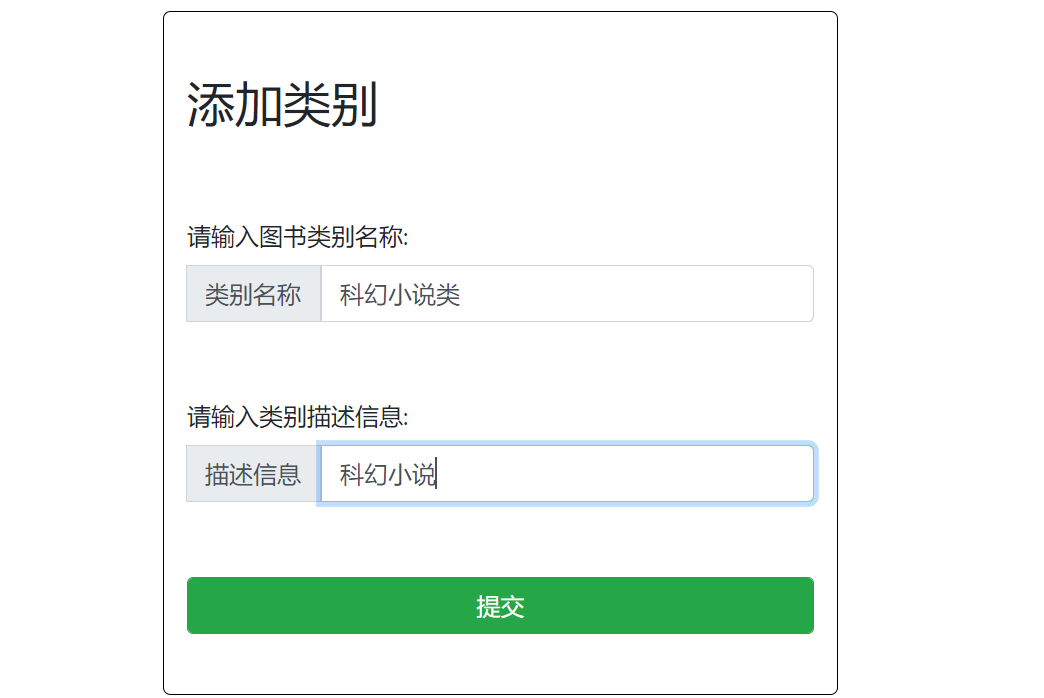 添加类别
请输入图书类别名称:
类别名称 科幻小说类
请输入类别描述信息:
描述信息 科幻小说
提交